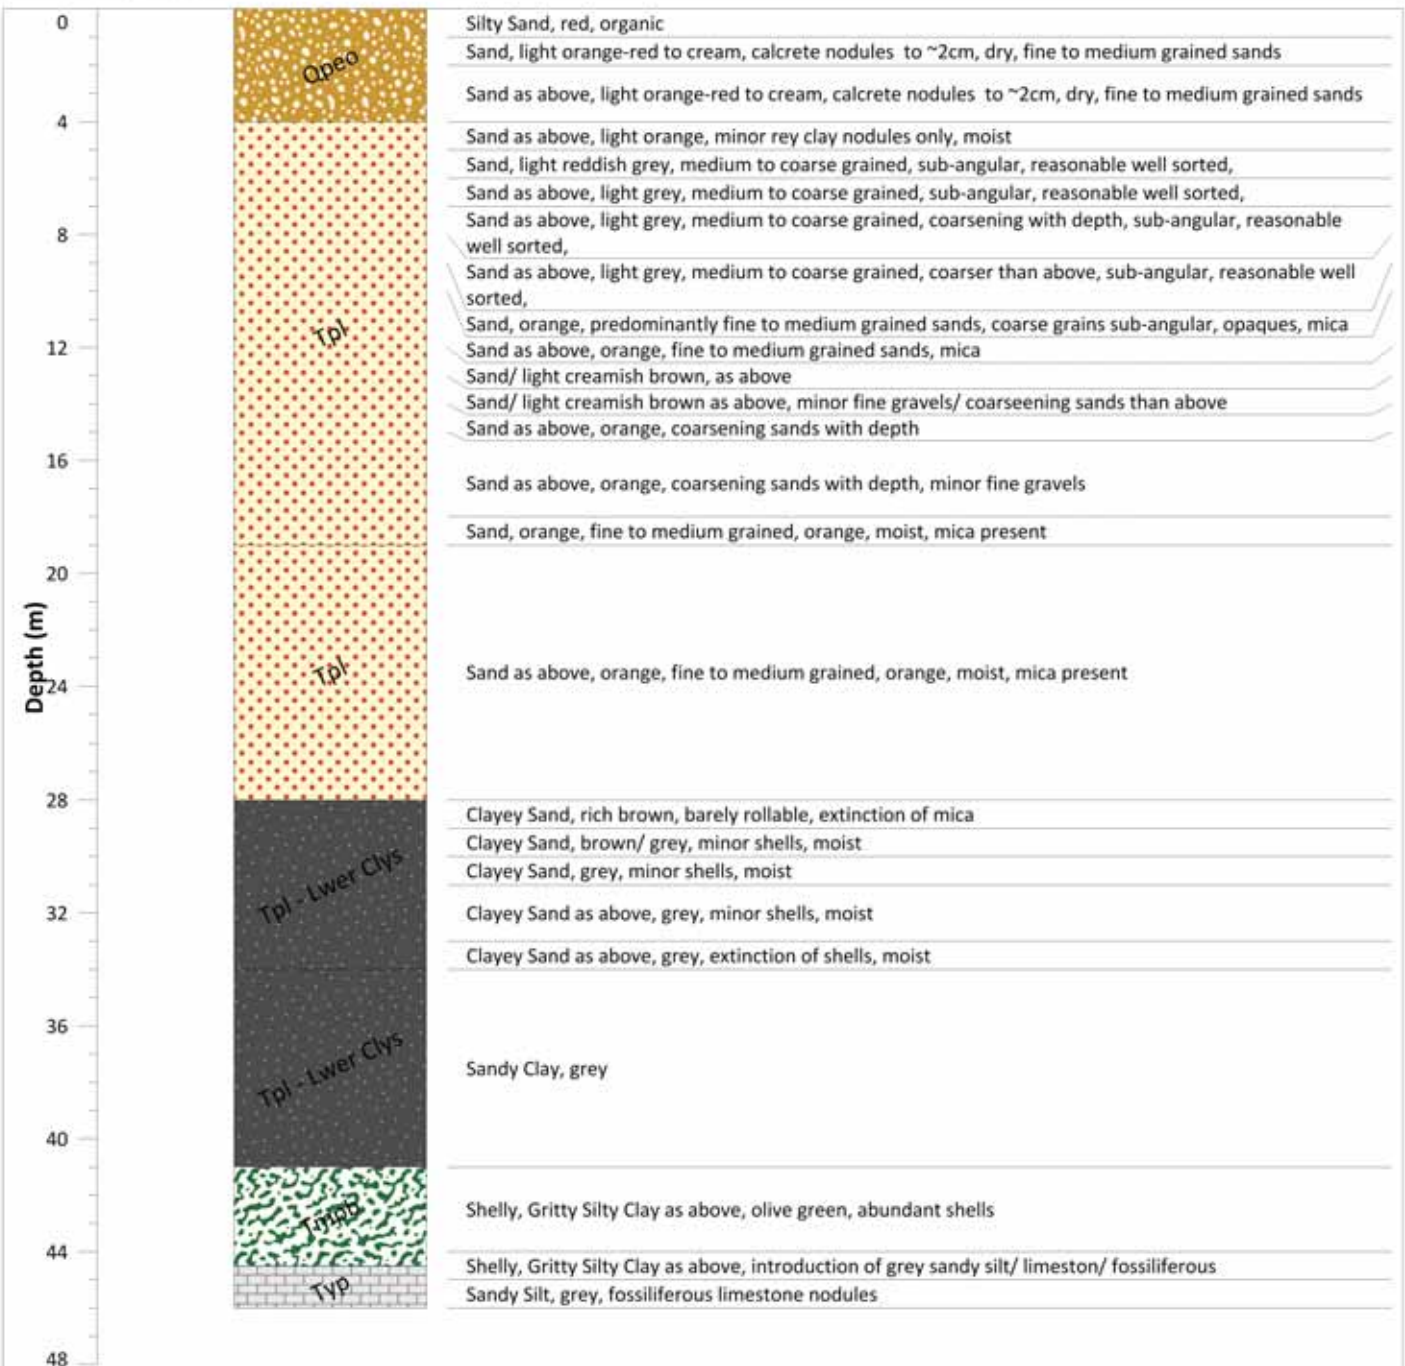 0
Qpeo
Silty Sand, red, organic
Sand, light orange-red to cream, calcrete nodules to ~2cm, dry, fine to medium grained sands
Sand as above, light orange-red to cream, calcrete nodules to ~2cm, dry, fine to medium grained sands
4
Sand as above, light orange, minor rey clay nodules only, moist
Sand, light reddish grey, medium to coarse grained, sub-angular, reasonable well sorted,
Sand as above, light grey, medium to coarse grained, sub-angular, reasonable well sorted,
Sand as above, light grey, medium to coarse grained, coarsening with depth, sub-angular, reasonable
well sorted,
8
Sand as above, light grey, medium to coarse grained, coarser than above, sub-angular, reasonable well
sorted,
Sand, orange, predominantly fine to medium grained sands, coarse grains sub-angular, opaques, mica
Tpl
12
Sand as above, orange, fine to medium grained sands, mica
Sand/ light creamish brown, as above
Sand/ light creamish brown as above, minor fine gravels/ coarseening sands than above
Sand as above, orange, coarsening sands with depth
16
Sand as above, orange, coarsening sands with depth, minor fine gravels
Sand, orange, fine to medium grained, orange, moist, mica present
20
Depth (m)
24
Tpl
Sand as above, orange, fine to medium grained, orange, moist, mica present
28
Clayey Sand, rich brown, barely rollable, extinction of mica
Clayey Sand, brown/ grey, minor shells, moist
Clayey Sand, grey, minor shells, moist
Tpl - Lwer Clys
32
Clayey Sand as above, grey, minor shells, moist
Clayey Sand as above, grey, extinction of shells, moist
36
Tpl - Lwer Clys
Sandy Clay, grey
40
Tmpb
Shelly, Gritty Silty Clay as above, olive green, abundant shells
44
Shelly, Gritty Silty Clay as above, introduction of grey sandy silt/ limeston/ fossiliferous
Typ
Sandy Silt, grey, fossiliferous limestone nodules
48